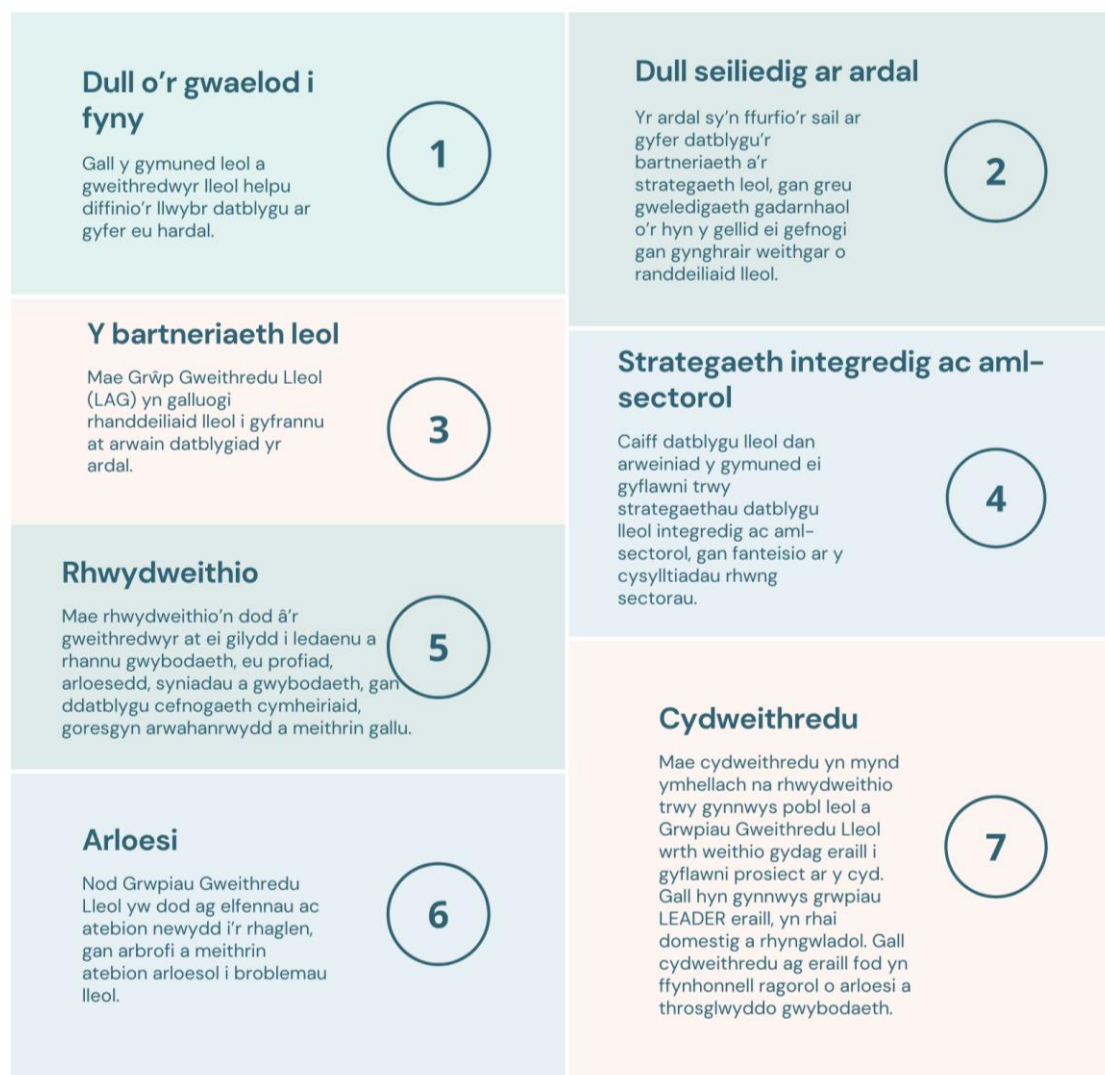 Dull o'r gwaelod i
fyny
Gall y gymuned leol a
gweithredwyr lleol helpu
diffinio'r llwybr datblygu ar
gyfer eu hardal.
1
Dull seiliedig ar ardal
Yr ardal sy'n ffurfio'r sail ar
gyfer datblygu'r
bartneriaeth a'r
strategaeth leol, gan greu
gweledigaeth gadarnhaol
o'r hyn y gellid ei gefnogi
gan gynghrair weithgar o
randdeiliaid lleol.
2
Y bartneriaeth leol
Mae Grŵp Gweithredu Lleol
(LAG) yn galluogi
rhanddeiliaid lleol i gyfrannu
at arwain datblygiad yr
ardal.
3
Strategaeth integredig ac aml-
sectorol
Caiff datblygu lleol dan
arweiniad y gymuned ei
gyflawni trwy
strategaethau datblygu
lleol integredig ac aml-
sectorol, gan fanteisio ar y
cysylltiadau rhwng
sectorau.
4
Rhwydweithio
Mae rhwydweithio'n dod â'r
gweithredwyr at ei gilydd i ledaenu a
rhannu gwybodaeth, eu profiad,
arloesedd, syniadau a gwybodaeth, gan
ddatblygu cefnogaeth cymheiriaid,
goresgyn arwahanrwydd a meithrin gallu.
5
Arloesi
Nod Grwpiau Gweithredu
Lleol yw dod ag elfennau ac
atebion newydd i'r rhaglen,
gan arbrofi a meithrin
atebion arloesol i broblemau
lleol.
6
Cydweithredu
Mae cydweithredu yn mynd
ymhellach na rhwydweithio
trwy gynnwys pobl leol a
Grwpiau Gweithredu Lleol
wrth weithio gydag eraill i
gyflawni prosiect ar y cyd.
Gall hyn gynnwys grwpiau
LEADER eraill, yn rhai
domestig a rhyngwladol. Gall
cydweithredu ag eraill fod yn
ffynhonnell ragorol o arloesi a
throsglwyddo gwybodaeth.
7